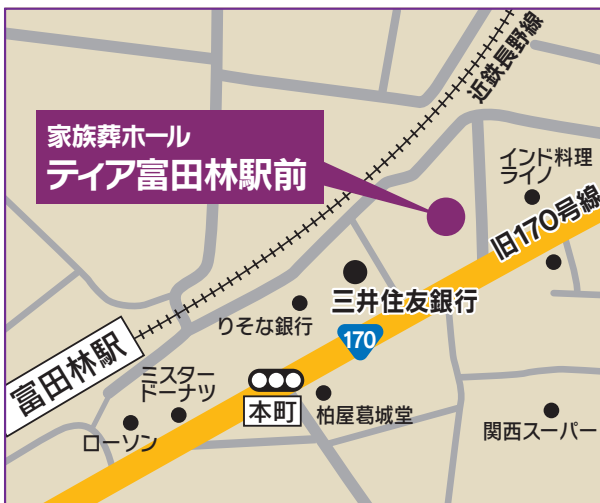 近鉄長野線
家族葬ホール
ティア富田林駅前
インド料理
ライノ
旧170号線
三井住友銀行
りそな銀行
170
富田林駅
ミスター
ドーナツ
本町
柏屋葛城堂
ローソン
関西スーパー